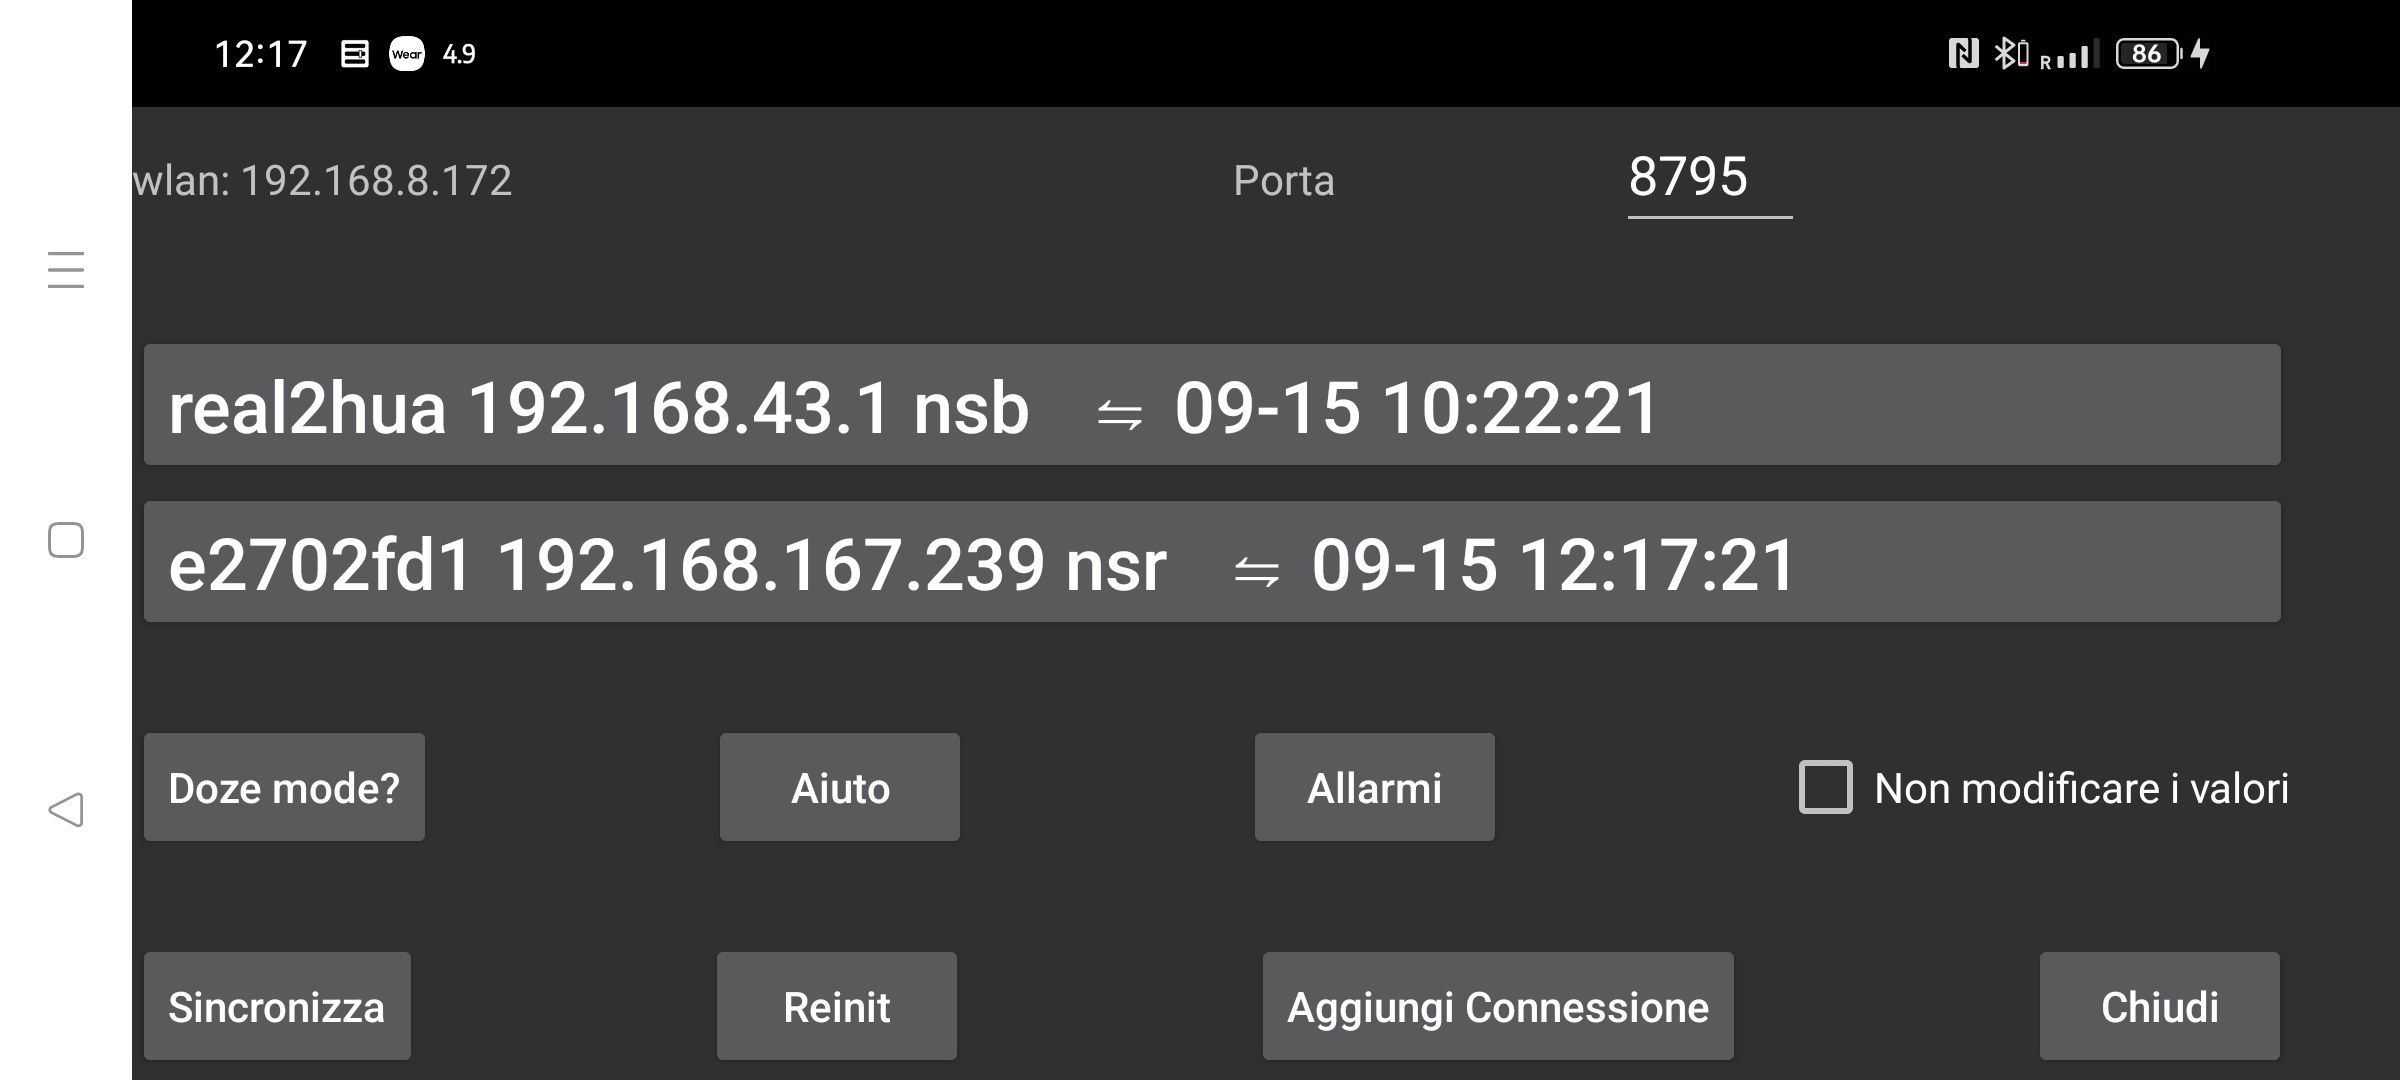 12:17 Wear 4.9 R 86
wlan: 192.168.8.172 Porta 8795
real2hua 192.168.43.1 nsb ⇋ 09-15 10:22:21
e2702fd1 192.168.167.239 nsr ⇋ 09-15 12:17:21
Doze mode? Aiuto Allarmi Non modificare i valori
Sincronizza Reinit Aggiungi Connessione Chiudi